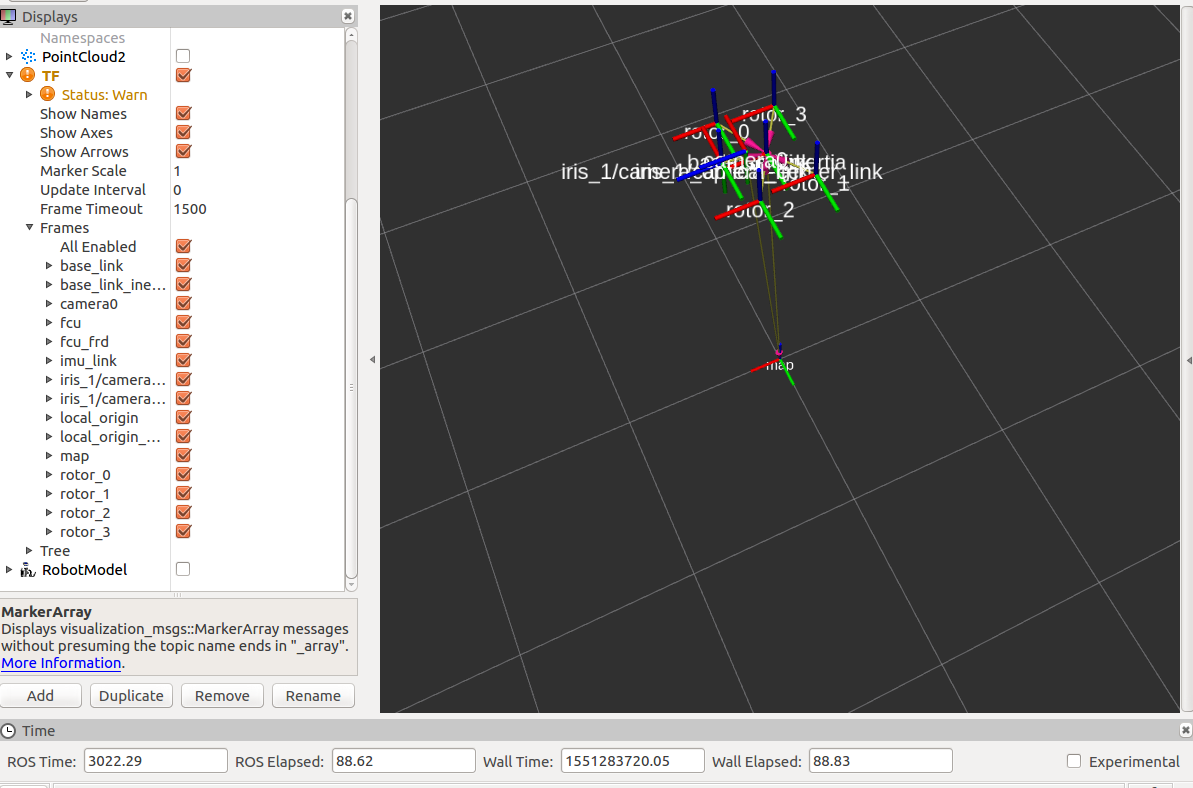 Displays
Namespaces
PointCloud2
TF
Status: Warn
Show Names
Show Axes
Show Arrows
Marker Scale 1
Update Interval 0
Frame Timeout 1500
Frames
All Enabled
base_link
base_link_ine...
camera0
fcu
fcu_frd
imu_link
iris_1/camera...
iris_1/camera...
local_origin
local_origin_...
map
rotor_0
rotor_1
rotor_2
rotor_3
Tree
RobotModel
MarkerArray
Displays visualization_msgs::MarkerArray messages
without presuming the topic name ends in "_array".
More Information.
Add Duplicate Remove Rename
rotor_3
rotor_0
rotor_1
rotor_2
map
Time
ROS Time: 3022.29 ROS Elapsed: 88.62 Wall Time: 1551283720.05 Wall Elapsed: 88.83 Experimental